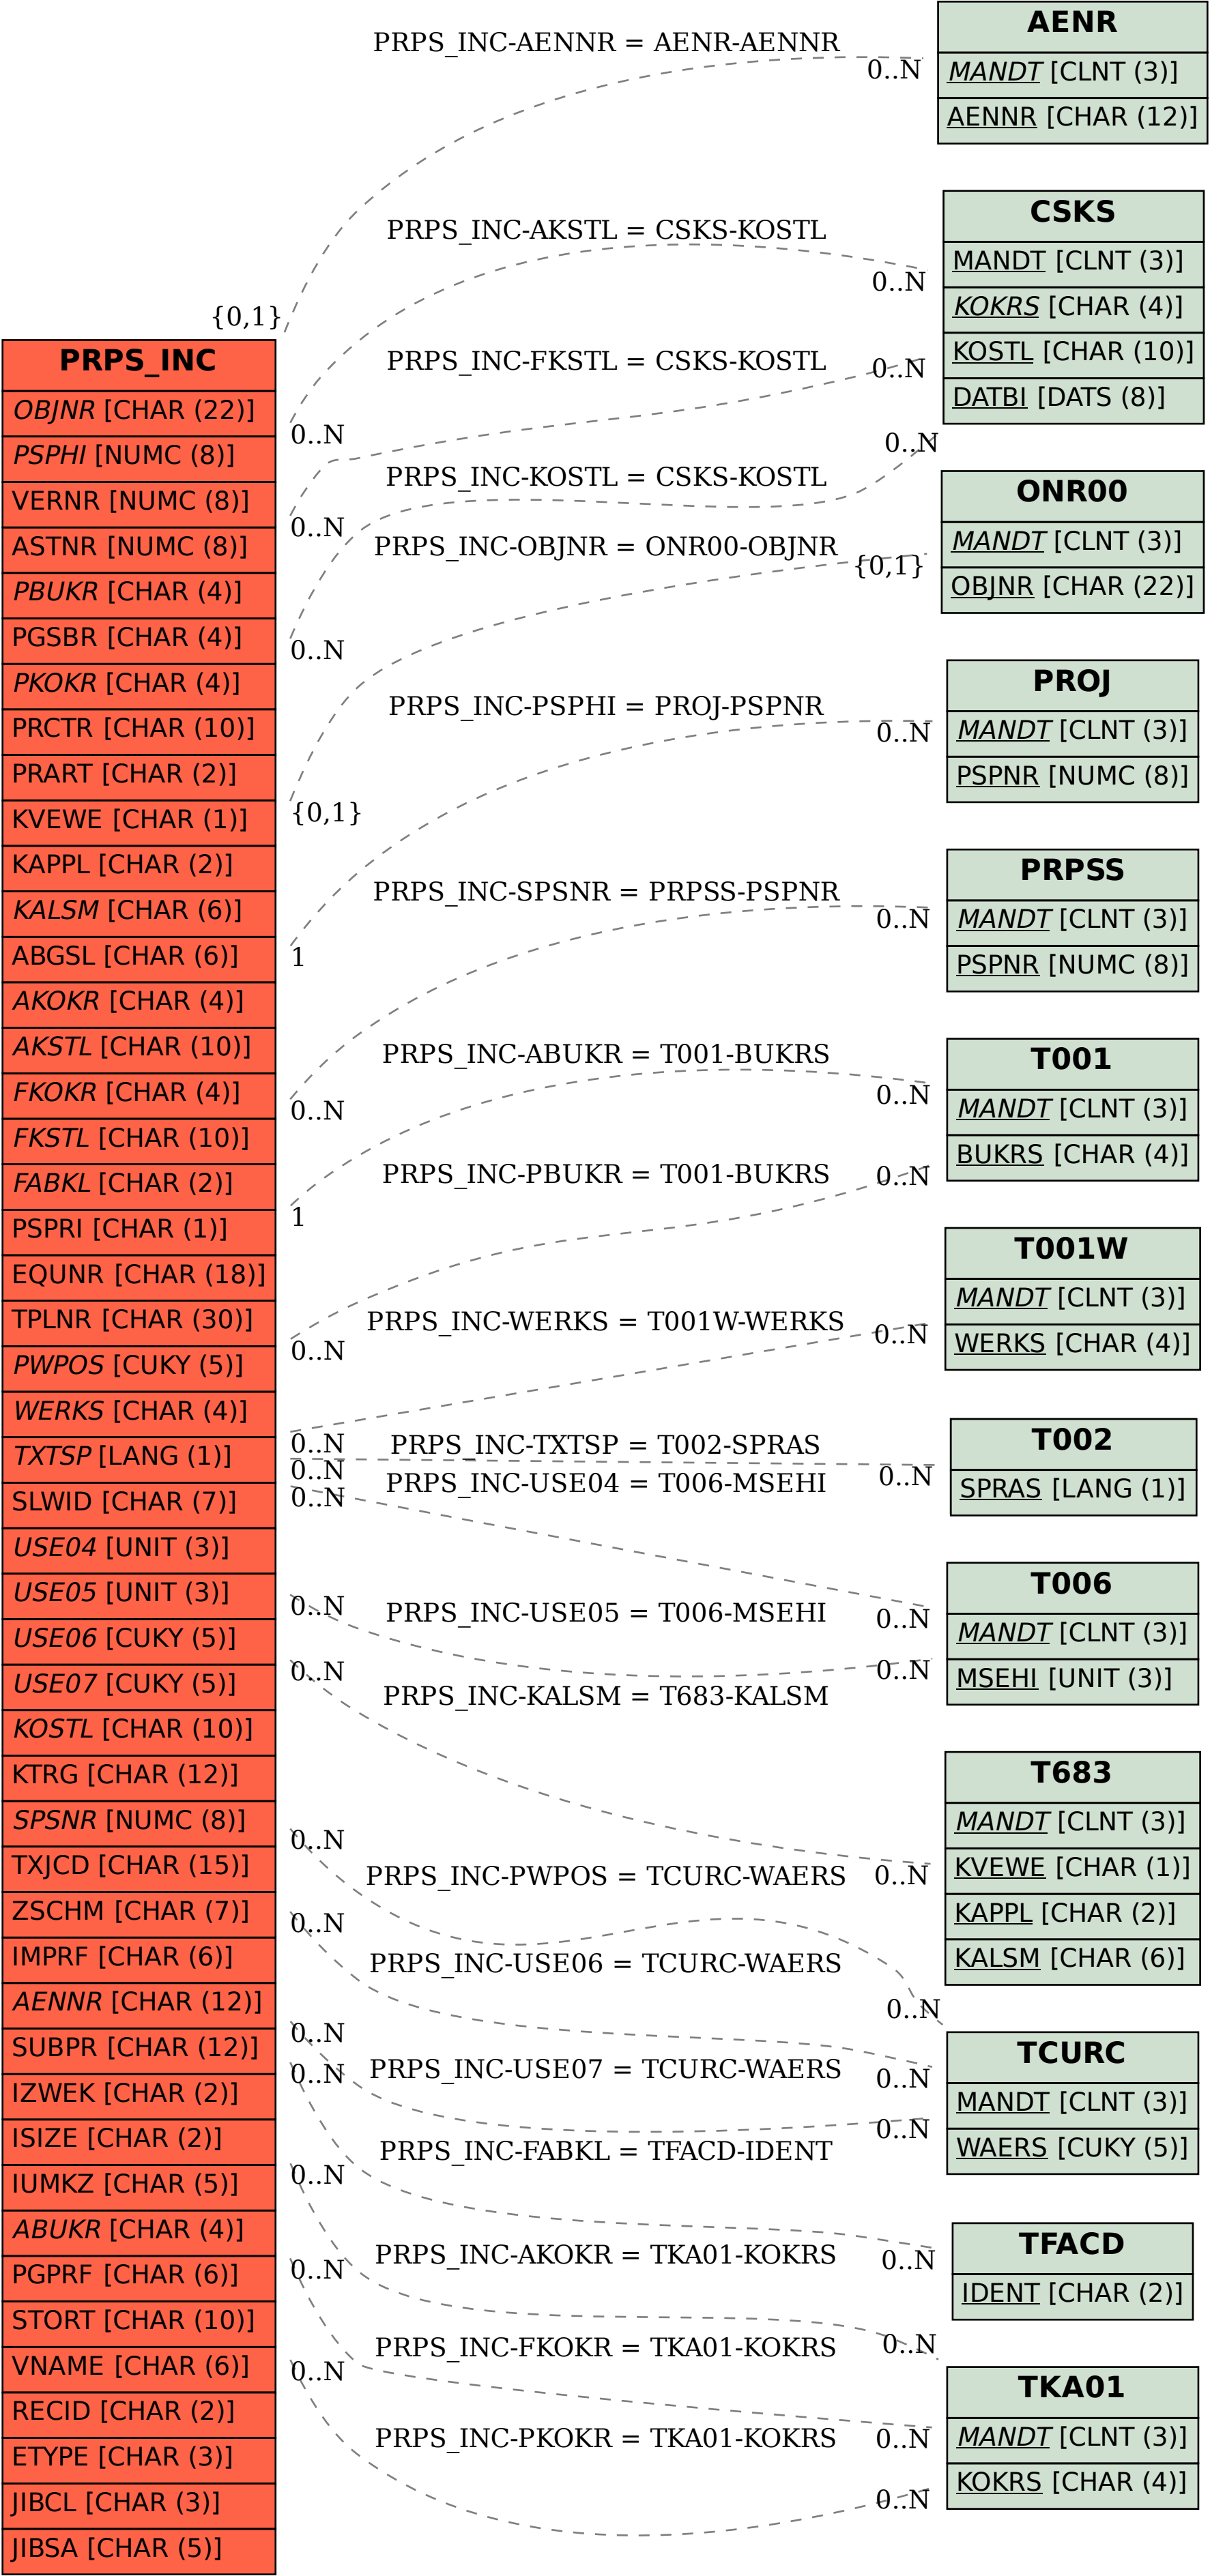 PRPS_INC
OBJNR [CHAR (22)]
PSPHI [NUMC (8)]
VERNR [NUMC (8)]
ASTNR [NUMC (8)]
PBUKR [CHAR (4)]
PGSBR [CHAR (4)]
PKOKR [CHAR (4)]
PRCTR [CHAR (10)]
PRART [CHAR (2)]
KVEWE [CHAR (1)]
KAPPL [CHAR (2)]
KALSM [CHAR (6)]
ABGSL [CHAR (6)]
AKOKR [CHAR (4)]
AKSTL [CHAR (10)]
FKOKR [CHAR (4)]
FKSTL [CHAR (10)]
FABKL [CHAR (2)]
PSPRI [CHAR (1)]
EQUNR [CHAR (18)]
TPLNR [CHAR (30)]
PWPOS [CUKY (5)]
WERKS [CHAR (4)]
TXTSP [LANG (1)]
SLWID [CHAR (7)]
USE04 [UNIT (3)]
USE05 [UNIT (3)]
USE06 [CUKY (5)]
USE07 [CUKY (5)]
KOSTL [CHAR (10)]
KTRG [CHAR (12)]
SPSNR [NUMC (8)]
TXJCD [CHAR (15)]
ZSCHM [CHAR (7)]
IMPRF [CHAR (6)]
AENNR [CHAR (12)]
SUBPR [CHAR (12)]
IZWEK [CHAR (2)]
ISIZE [CHAR (2)]
IUMKZ [CHAR (5)]
ABUKR [CHAR (4)]
PGPRF [CHAR (6)]
STORT [CHAR (10)]
VNAME [CHAR (6)]
RECID [CHAR (2)]
ETYPE [CHAR (3)]
JIBCL [CHAR (3)]
JIBSA [CHAR (5)]
PRPS_INC-AENNR = AENR-AENNR
{0,1}
0..N
PRPS_INC-AKSTL = CSKS-KOSTL
0..N
0..N
PRPS_INC-FKSTL = CSKS-KOSTL
0..N
0..N
PRPS_INC-KOSTL = CSKS-KOSTL
0..N
0..N
PRPS_INC-OBJNR = ONR00-OBJNR
{0,1}
{0,1}
PRPS_INC-PSPHI = PROJ-PSPNR
1
0..N
PRPS_INC-SPSNR = PRPSS-PSPNR
0..N
0..N
PRPS_INC-ABUKR = T001-BUKRS
1
0..N
PRPS_INC-PBUKR = T001-BUKRS
0..N
0..N
PRPS_INC-WERKS = T001W-WERKS
0..N
0..N
PRPS_INC-TXTSP = T002-SPRAS
0..N
0..N
PRPS_INC-USE04 = T006-MSEHI
0..N
0..N
PRPS_INC-USE05 = T006-MSEHI
0..N
0..N
PRPS_INC-KALSM = T683-KALSM
0..N
0..N
PRPS_INC-PWPOS = TCURC-WAERS
0..N
0..N
PRPS_INC-USE06 = TCURC-WAERS
0..N
0..N
PRPS_INC-USE07 = TCURC-WAERS
0..N
0..N
PRPS_INC-FABKL = TFACD-IDENT
0..N
0..N
PRPS_INC-AKOKR = TKA01-KOKRS
0..N
0..N
PRPS_INC-FKOKR = TKA01-KOKRS
0..N
0..N
PRPS_INC-PKOKR = TKA01-KOKRS
0..N
0..N
AENR
MANDT [CLNT (3)]
AENNR [CHAR (12)]
CSKS
MANDT [CLNT (3)]
KOKRS [CHAR (4)]
KOSTL [CHAR (10)]
DATBI [DATS (8)]
ONR00
MANDT [CLNT (3)]
OBJNR [CHAR (22)]
PROJ
MANDT [CLNT (3)]
PSPNR [NUMC (8)]
PRPSS
MANDT [CLNT (3)]
PSPNR [NUMC (8)]
T001
MANDT [CLNT (3)]
BUKRS [CHAR (4)]
T001W
MANDT [CLNT (3)]
WERKS [CHAR (4)]
T002
SPRAS [LANG (1)]
T006
MANDT [CLNT (3)]
MSEHI [UNIT (3)]
T683
MANDT [CLNT (3)]
KVEWE [CHAR (1)]
KAPPL [CHAR (2)]
KALSM [CHAR (6)]
TCURC
MANDT [CLNT (3)]
WAERS [CUKY (5)]
TFACD
IDENT [CHAR (2)]
TKA01
MANDT [CLNT (3)]
KOKRS [CHAR (4)]